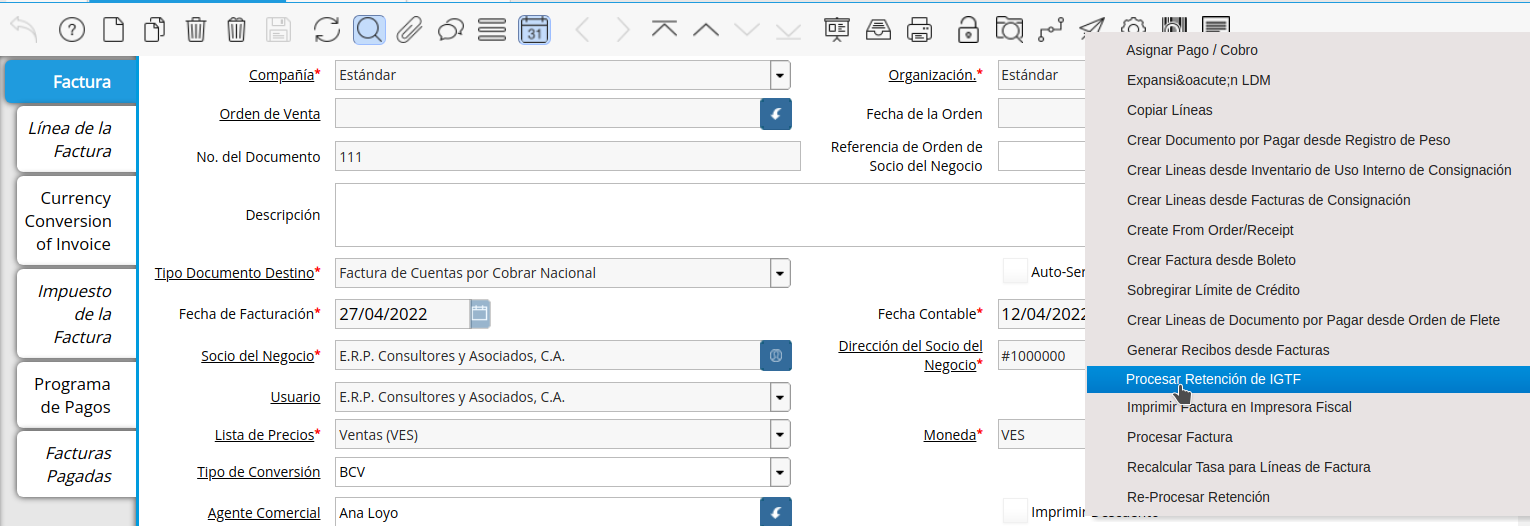 31
Factura
Línea de la
Factura
Currency
Conversion
of Invoice
Impuesto
de la
Factura
Programa
de Pagos
Facturas
Pagadas
Compañía* Estándar
Organización.* Estándar
Orden de Venta
Fecha de la Orden
No. del Documento 111
Referencia de Orden de
Socio del Negocio
Descripción
Tipo Documento Destino* Factura de Cuentas por Cobrar Nacional
Auto-Ser
Fecha de Facturación* 27/04/2022
Fecha Contable* 12/04/2022
Socio del Negocio* E.R.P. Consultores y Asociados, C.A.
Dirección del Socio del
Negocio* #1000000
Usuario E.R.P. Consultores y Asociados, C.A.
Lista de Precios* Ventas (VES)
Moneda* VES
Tipo de Conversión BCV
Agente Comercial Ana Loyo
Imprimir Descuento
Asignar Pago / Cobro
Expansi&oacute;n LDM
Copiar Líneas
Crear Documento por Pagar desde Registro de Peso
Crear Lineas desde Inventario de Uso Interno de Consignación
Crear Lineas desde Facturas de Consignación
Create From Order/Receipt
Crear Factura desde Boleto
Sobregirar Límite de Crédito
Crear Lineas de Documento por Pagar desde Orden de Flete
Generar Recibos desde Facturas
Procesar Retención de IGTF
Imprimir Factura en Impresora Fiscal
Procesar Factura
Recalcular Tasa para Líneas de Factura
Re-Procesar Retención